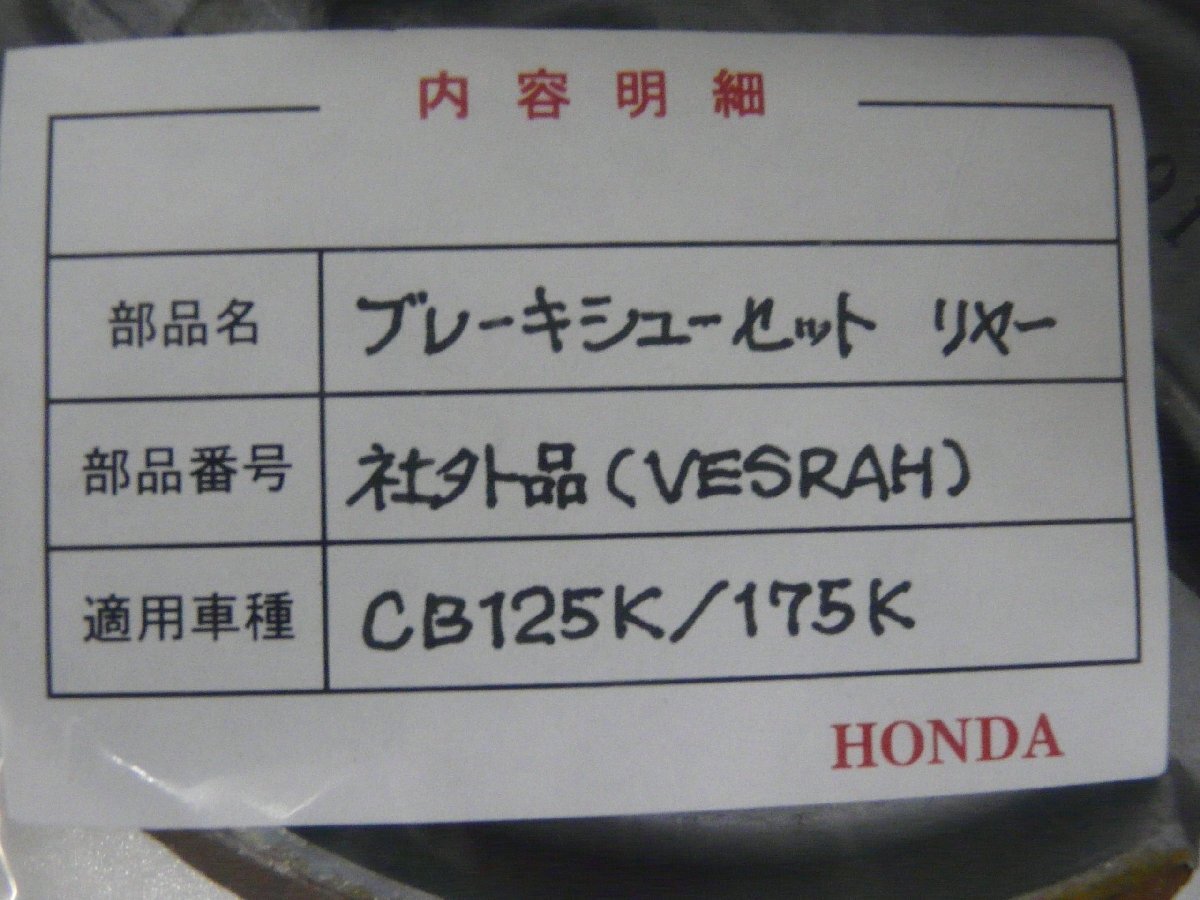 内容明細
部品名 ブレーキシューセット リヤー
部品番号 社外品(VESRAH)
適用車種 CB125K/175K
HONDA